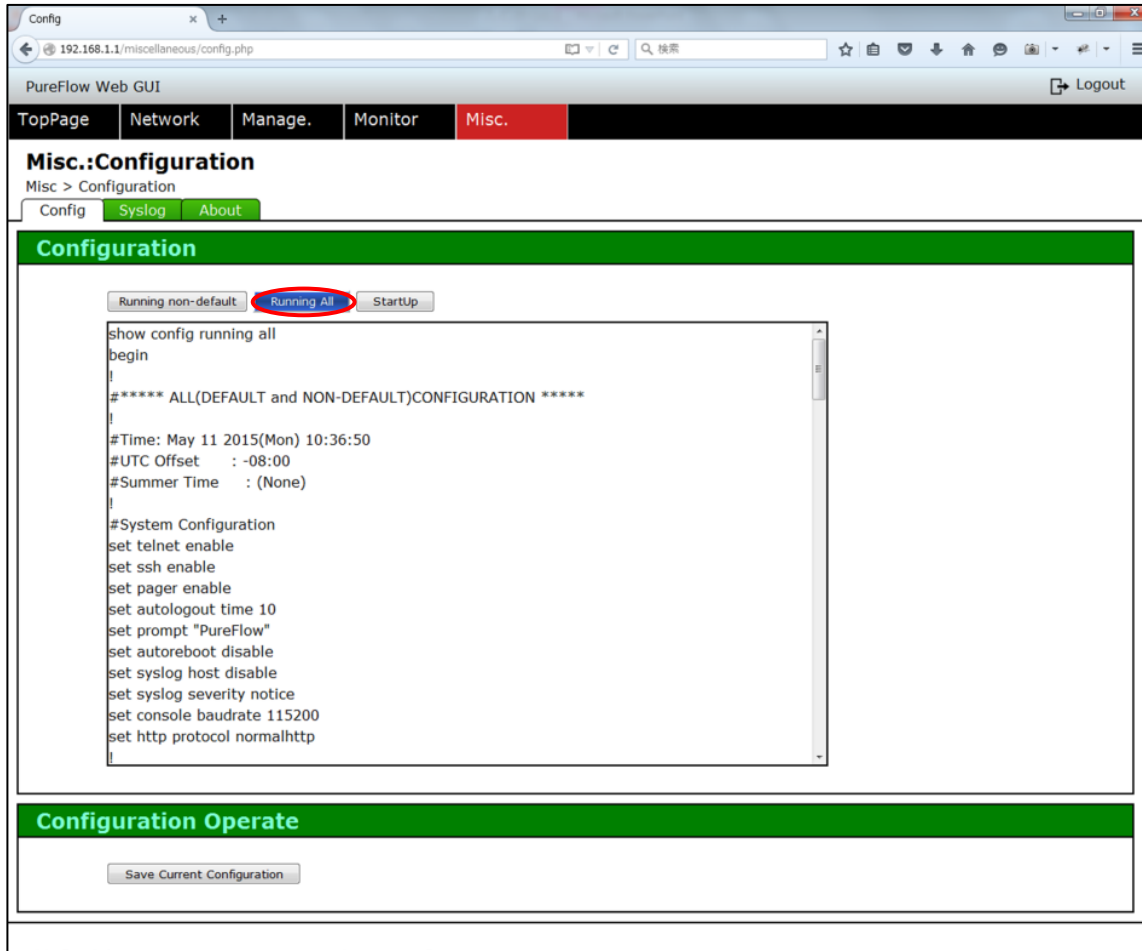 Config × +
192.168.1.1/miscellaneous/config.php 検索
PureFlow Web GUI Logout
TopPage Network Manage. Monitor Misc.
Misc.:Configuration
Misc > Configuration
Config Syslog About
Configuration
Running non-default Running All StartUp
show config running all
begin
!
#***** ALL(DEFAULT and NON-DEFAULT)CONFIGURATION *****
!
#Time: May 11 2015(Mon) 10:36:50
#UTC Offset : -08:00
#Summer Time : (None)
!
#System Configuration
set telnet enable
set ssh enable
set pager enable
set autologout time 10
set prompt "PureFlow"
set autoreboot disable
set syslog host disable
set syslog severity notice
set console baudrate 115200
set http protocol normalhttp
!
Configuration Operate
Save Current Configuration